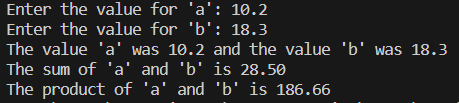 Enter the value for 'a': 10.2
Enter the value for 'b': 18.3
The value 'a' was 10.2 and the value 'b' was 18.3
The sum of 'a' and 'b' is 28.50
The product of 'a' and 'b' is 186.66